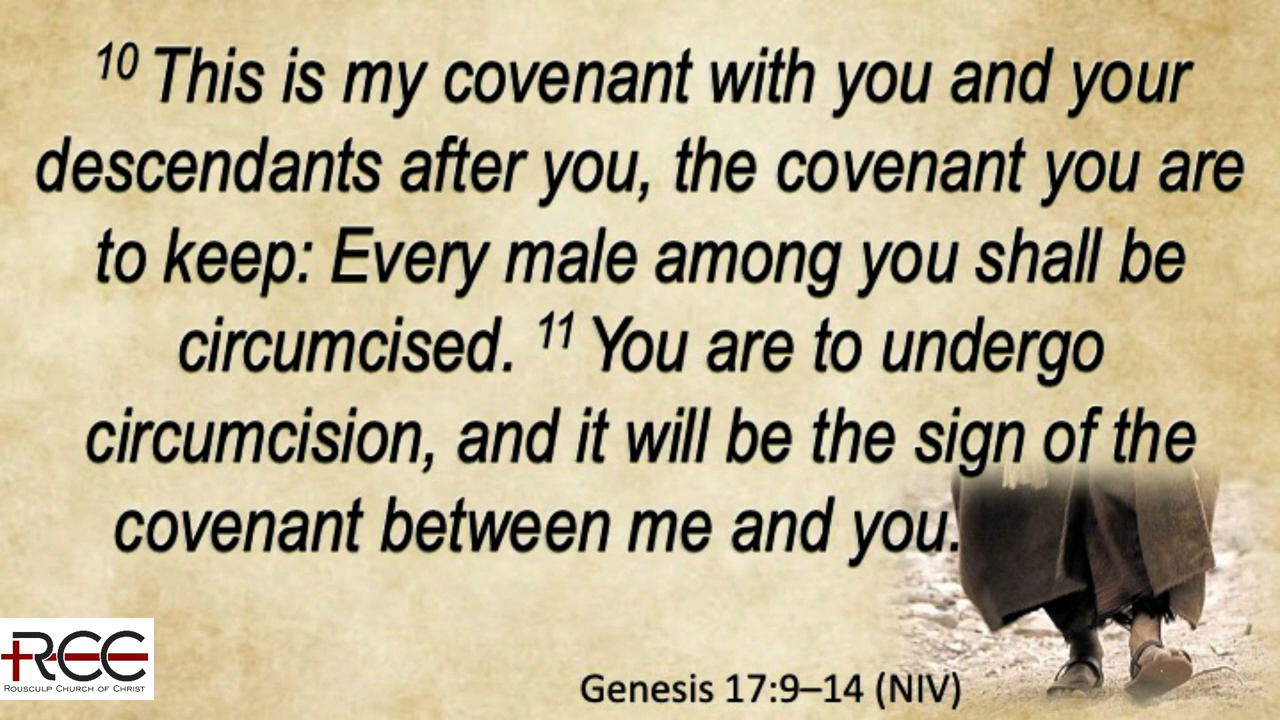 10 This is my covenant with you and your
descendants after you, the covenant you are
to keep: Every male among you shall be
circumcised. 11 You are to undergo
circumcision, and it will be the sign of the
covenant between me and you.
RCC
Rousculp Church of Christ
Genesis 17:9–14 (NIV)